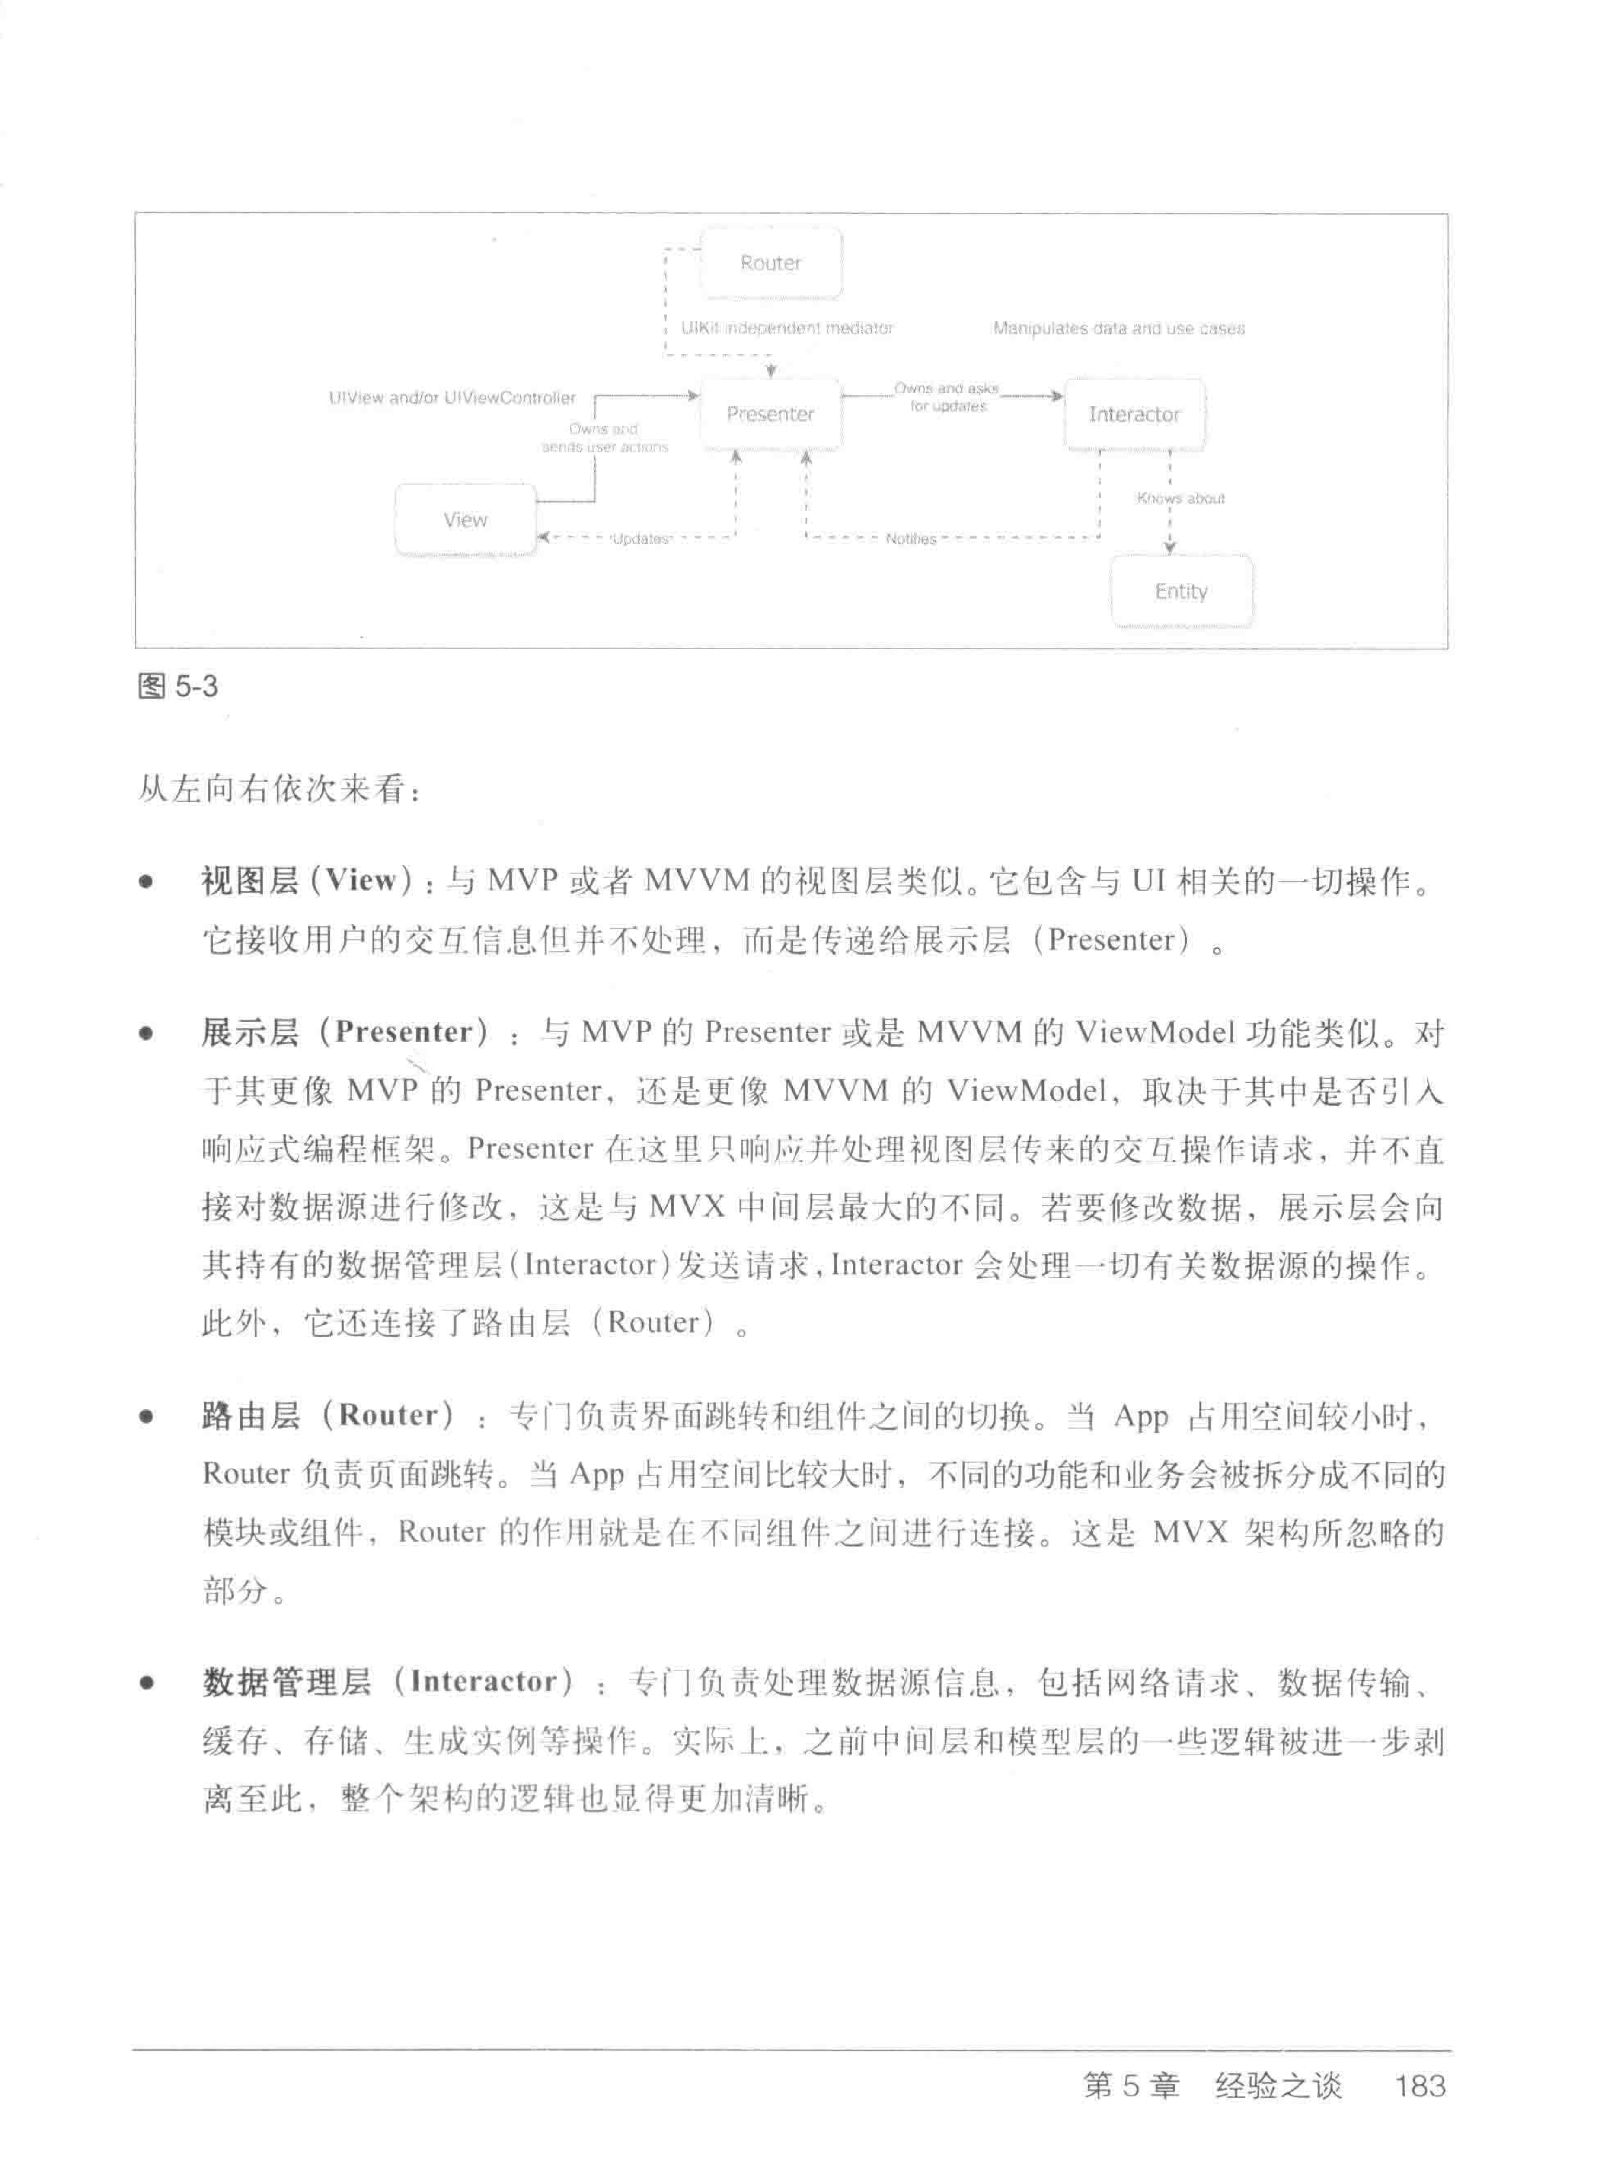 Router
UIKit independent mediator
Manipulates data and use cases
UIView and/or UIViewController
Owns and asks
for updates
Presenter
Interactor
Owns and
sends user actions
Knows about
View
Updates
Notifies
Entity
图 5-3
从左向右依次来看：
● 视图层（View）：与 MVP 或者 MVVM 的视图层类似。它包含与 UI 相关的一切操作。
它接收用户的交互信息但并不处理，而是传递给展示层（Presenter）。
● 展示层（Presenter）：与 MVP 的 Presenter 或是 MVVM 的 ViewModel 功能类似。对
于其更像 MVP 的 Presenter，还是更像 MVVM 的 ViewModel，取决于其中是否引入
响应式编程框架。Presenter 在这里只响应并处理视图层传来的交互操作请求，并不直
接对数据源进行修改，这是与 MVX 中间层最大的不同。若要修改数据，展示层会向
其持有的数据管理层（Interactor）发送请求，Interactor 会处理一切有关数据源的操作。
此外，它还连接了路由层（Router）。
● 路由层（Router）：专门负责界面跳转和组件之间的切换。当 App 占用空间较小时，
Router 负责页面跳转。当 App 占用空间比较大时，不同的功能和业务会被拆分成不同的
模块或组件，Router 的作用就是在不同组件之间进行连接。这是 MVX 架构所忽略的
部分。
● 数据管理层（Interactor）：专门负责处理数据源信息，包括网络请求、数据传输、
缓存、存储、生成实例等操作。实际上，之前中间层和模型层的一些逻辑被进一步剥
离至此，整个架构的逻辑也显得更加清晰。
第 5 章 经验之谈 183